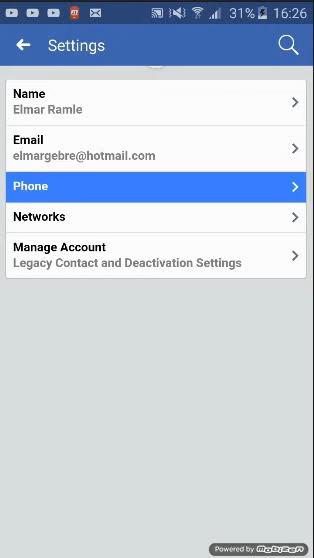 31% 16:26
Settings
Name
Elmar Ramle
Email
elmargebre@hotmail.com
Phone
Networks
Manage Account
Legacy Contact and Deactivation Settings
Powered by Mobizen